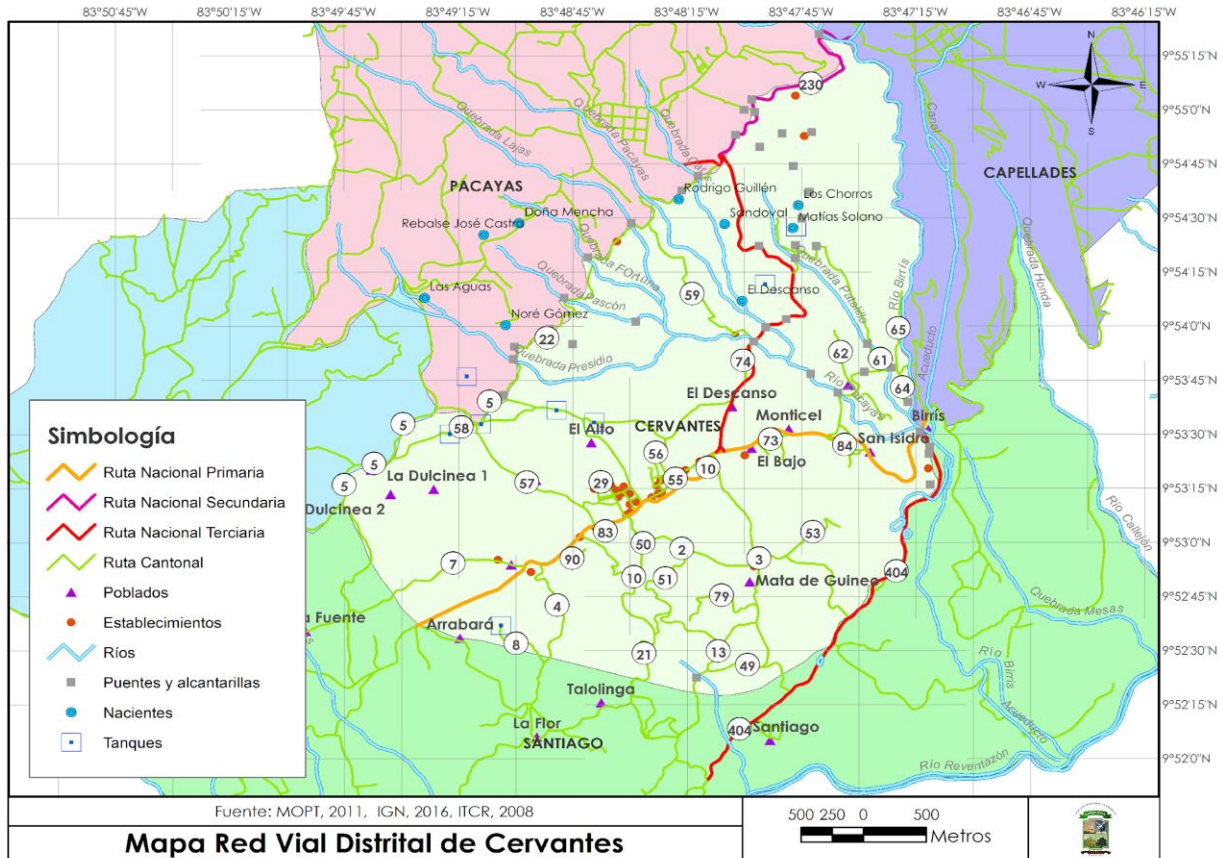 83°50'45"W 83°50'15"W 83°49'45"W 83°49'15"W 83°48'45"W 83°48'15"W 83°47'45"W 83°47'15"W 83°46'45"W 83°46'15"W
N
W E
S
9°55'15"N
230
9°55'0"N
Canal
Quebrada Lajas
Quebrada Pacayas
9°54'45"N
PACAYAS
CAPELLADES
Rodrigo Guillén
Los Chorros
Rebalse José Castro
Doña Mencha
Sandoval
Matías Solano
9°54'30"N
Quebrada FOrtuna
Quebrada Patalillo
Río Birrís
Quebrada Honda
Quebrada Pascón
9°54'15"N
Las Aguas
59
El Descanso
Noré Gómez
9°54'0"N
22
65
Quebrada Presidio
74
62
61
Acueducto
64
9°53'45"N
Río Pacayas
5
El Descanso
Birrís
5
58
CERVANTES
Monticel
9°53'30"N
El Alto
73
84
San Isidro
56
El Bajo
5
La Dulcinea 1
10
5
57
29
55
9°53'15"N
Dulcinea 2
Río Callejón
83
53
50
2
9°53'0"N
7
90
3
404
10
51
Mata de Guineo
79
9°52'45"N
4
Quebrada Mesas
Fuente
Arrabará
8
21
13
49
9°52'30"N
Río Birris
Talolinga
9°52'15"N
Acueducto
La Flor
404
Santiago
SANTIAGO
Río Reventazón
9°52'0"N
Simbología
Ruta Nacional Primaria
Ruta Nacional Secundaria
Ruta Nacional Terciaria
Ruta Cantonal
Poblados
Establecimientos
Ríos
Puentes y alcantarillas
Nacientes
Tanques
Fuente: MOPT, 2011, IGN, 2016, ITCR, 2008
Mapa Red Vial Distrital de Cervantes
500 250 0 500
Metros